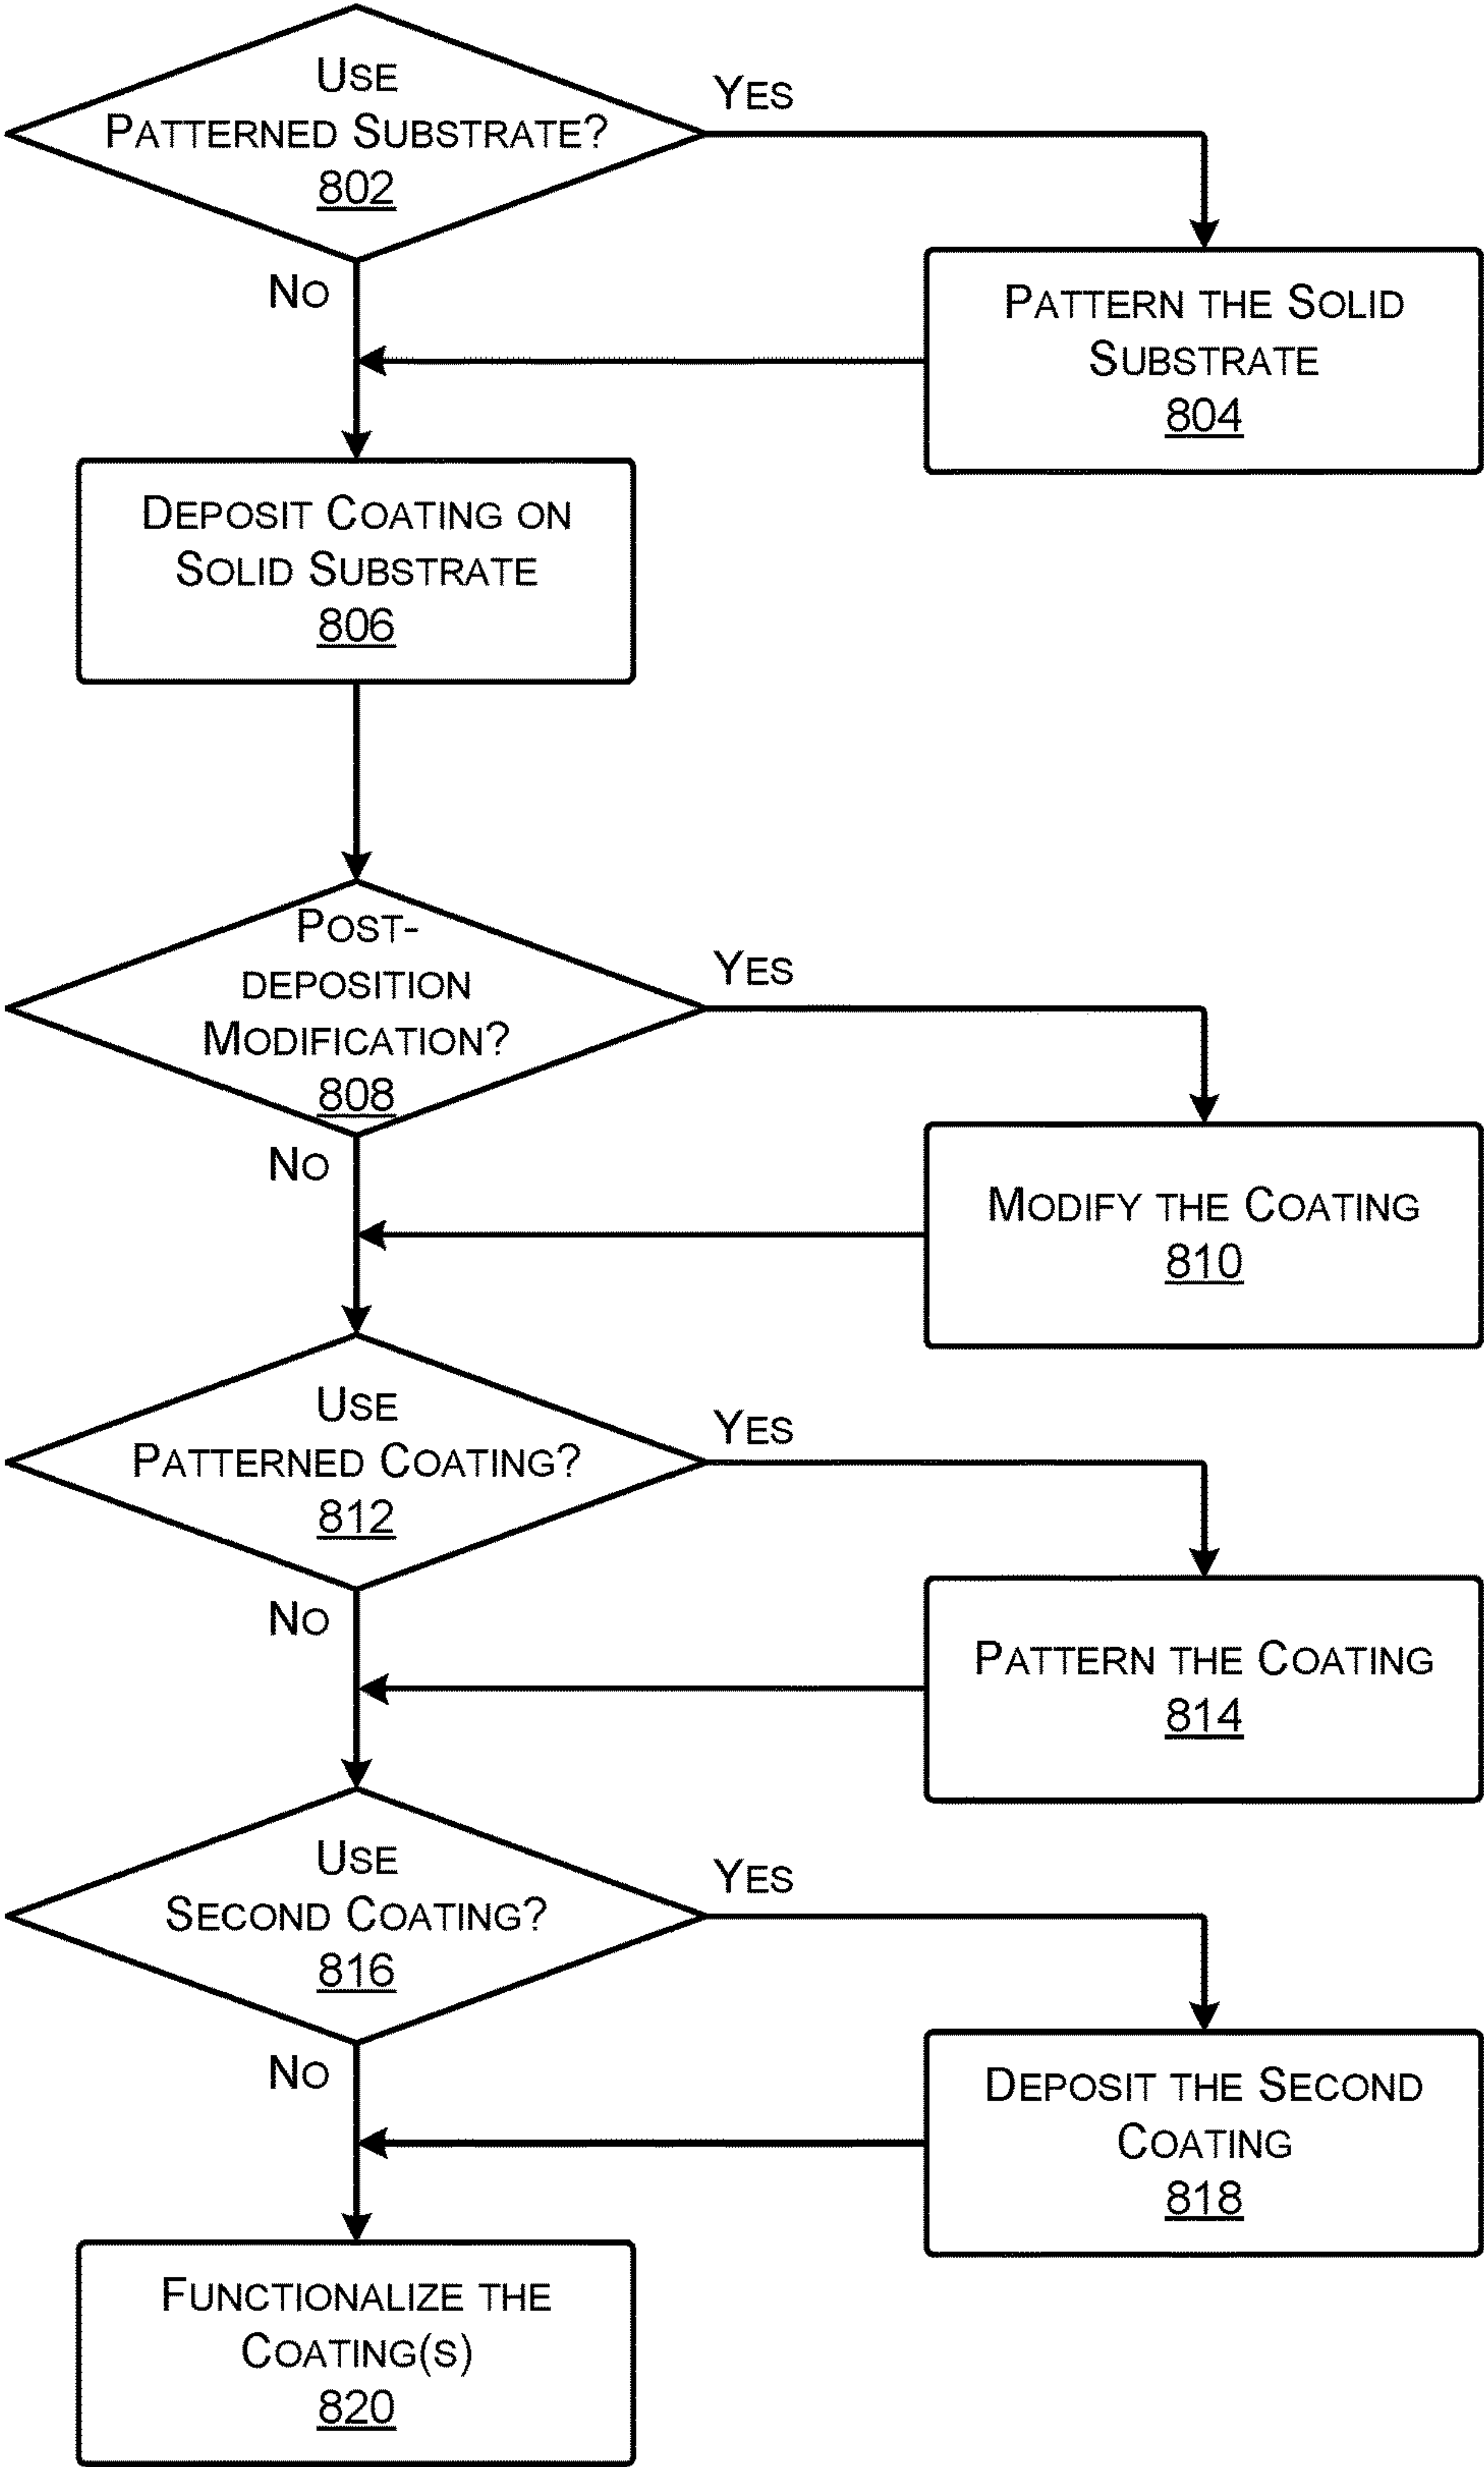 Use
Yes
Patterned Substrate?
802
No
Pattern the Solid
Substrate
804
Deposit Coating on
Solid Substrate
806
Post-
deposition
Yes
Modification?
808
No
Modify the Coating
810
Use
Yes
Patterned Coating?
812
No
Pattern the Coating
814
Use
Yes
Second Coating?
816
No
Deposit the Second
Coating
818
Functionalize the
Coating(s)
820